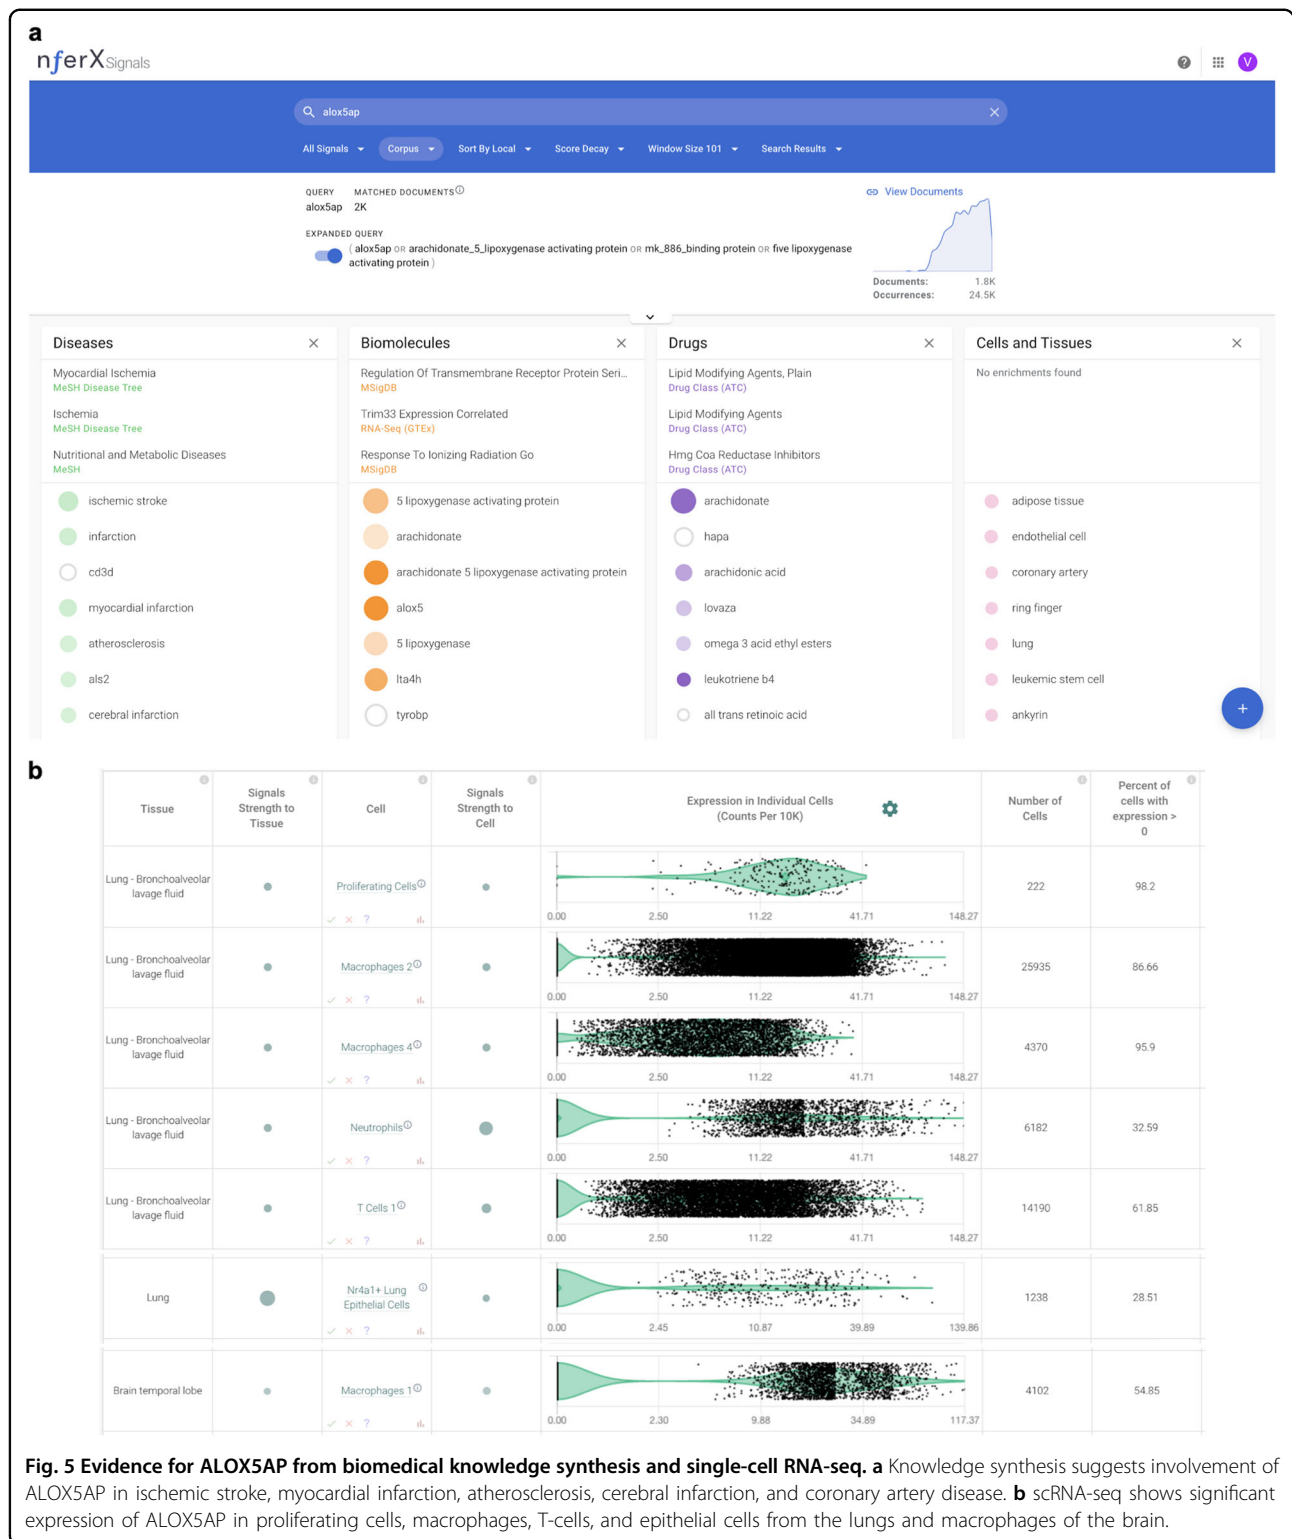 a
nferX Signals
V
alox5ap
All Signals Corpus Sort By Local Score Decay Window Size 101 Search Results
QUERY MATCHED DOCUMENTS
alox5ap 2K
View Documents
EXPANDED QUERY
( alox5ap OR arachidonate_5_lipoxygenase activating protein OR mk_886_binding protein OR five lipoxygenase
activating protein )
Documents: 1.8K
Occurrences: 24.5K
Diseases Biomolecules Drugs Cells and Tissues
Myocardial Ischemia Regulation Of Transmembrane Receptor Protein Seri... Lipid Modifying Agents, Plain No enrichments found
MeSH Disease Tree MSigDB Drug Class (ATC)
Ischemia Trim33 Expression Correlated Lipid Modifying Agents
MeSH Disease Tree RNA-Seq (GTEx) Drug Class (ATC)
Nutritional and Metabolic Diseases Response To Ionizing Radiation Go Hmg Coa Reductase Inhibitors
MeSH MSigDB Drug Class (ATC)
ischemic stroke 5 lipoxygenase activating protein arachidonate adipose tissue
infarction arachidonate hapa endothelial cell
cd3d arachidonate 5 lipoxygenase activating protein arachidonic acid coronary artery
myocardial infarction alox5 lovaza ring finger
atherosclerosis 5 lipoxygenase omega 3 acid ethyl esters lung
als2 lta4h leukotriene b4 leukemic stem cell
cerebral infarction tyrobp all trans retinoic acid ankyrin
b
Tissue
Signals
Strength to
Tissue
Cell
Signals
Strength to
Cell
Expression in Individual Cells
(Counts Per 10K)
Number of
Cells
Percent of
cells with
expression >
0
Lung - Bronchoalveolar
lavage fluid
Proliferating Cells
0.00 2.50 11.22 41.71 148.27
222
98.2
Lung - Bronchoalveolar
lavage fluid
Macrophages 2
0.00 2.50 11.22 41.71 148.27
25935
86.66
Lung - Bronchoalveolar
lavage fluid
Macrophages 4
0.00 2.50 11.22 41.71 148.27
4370
95.9
Lung - Bronchoalveolar
lavage fluid
Neutrophils
0.00 2.50 11.22 41.71 148.27
6182
32.59
Lung - Bronchoalveolar
lavage fluid
T Cells 1
0.00 2.50 11.22 41.71 148.27
14190
61.85
Lung
Nr4a1+ Lung
Epithelial Cells
0.00 2.45 10.87 39.89 139.86
1238
28.51
Brain temporal lobe
Macrophages 1
0.00 2.30 9.88 34.89 117.37
4102
54.85
Fig. 5 Evidence for ALOX5AP from biomedical knowledge synthesis and single-cell RNA-seq. a Knowledge synthesis suggests involvement of
ALOX5AP in ischemic stroke, myocardial infarction, atherosclerosis, cerebral infarction, and coronary artery disease. b scRNA-seq shows significant
expression of ALOX5AP in proliferating cells, macrophages, T-cells, and epithelial cells from the lungs and macrophages of the brain.